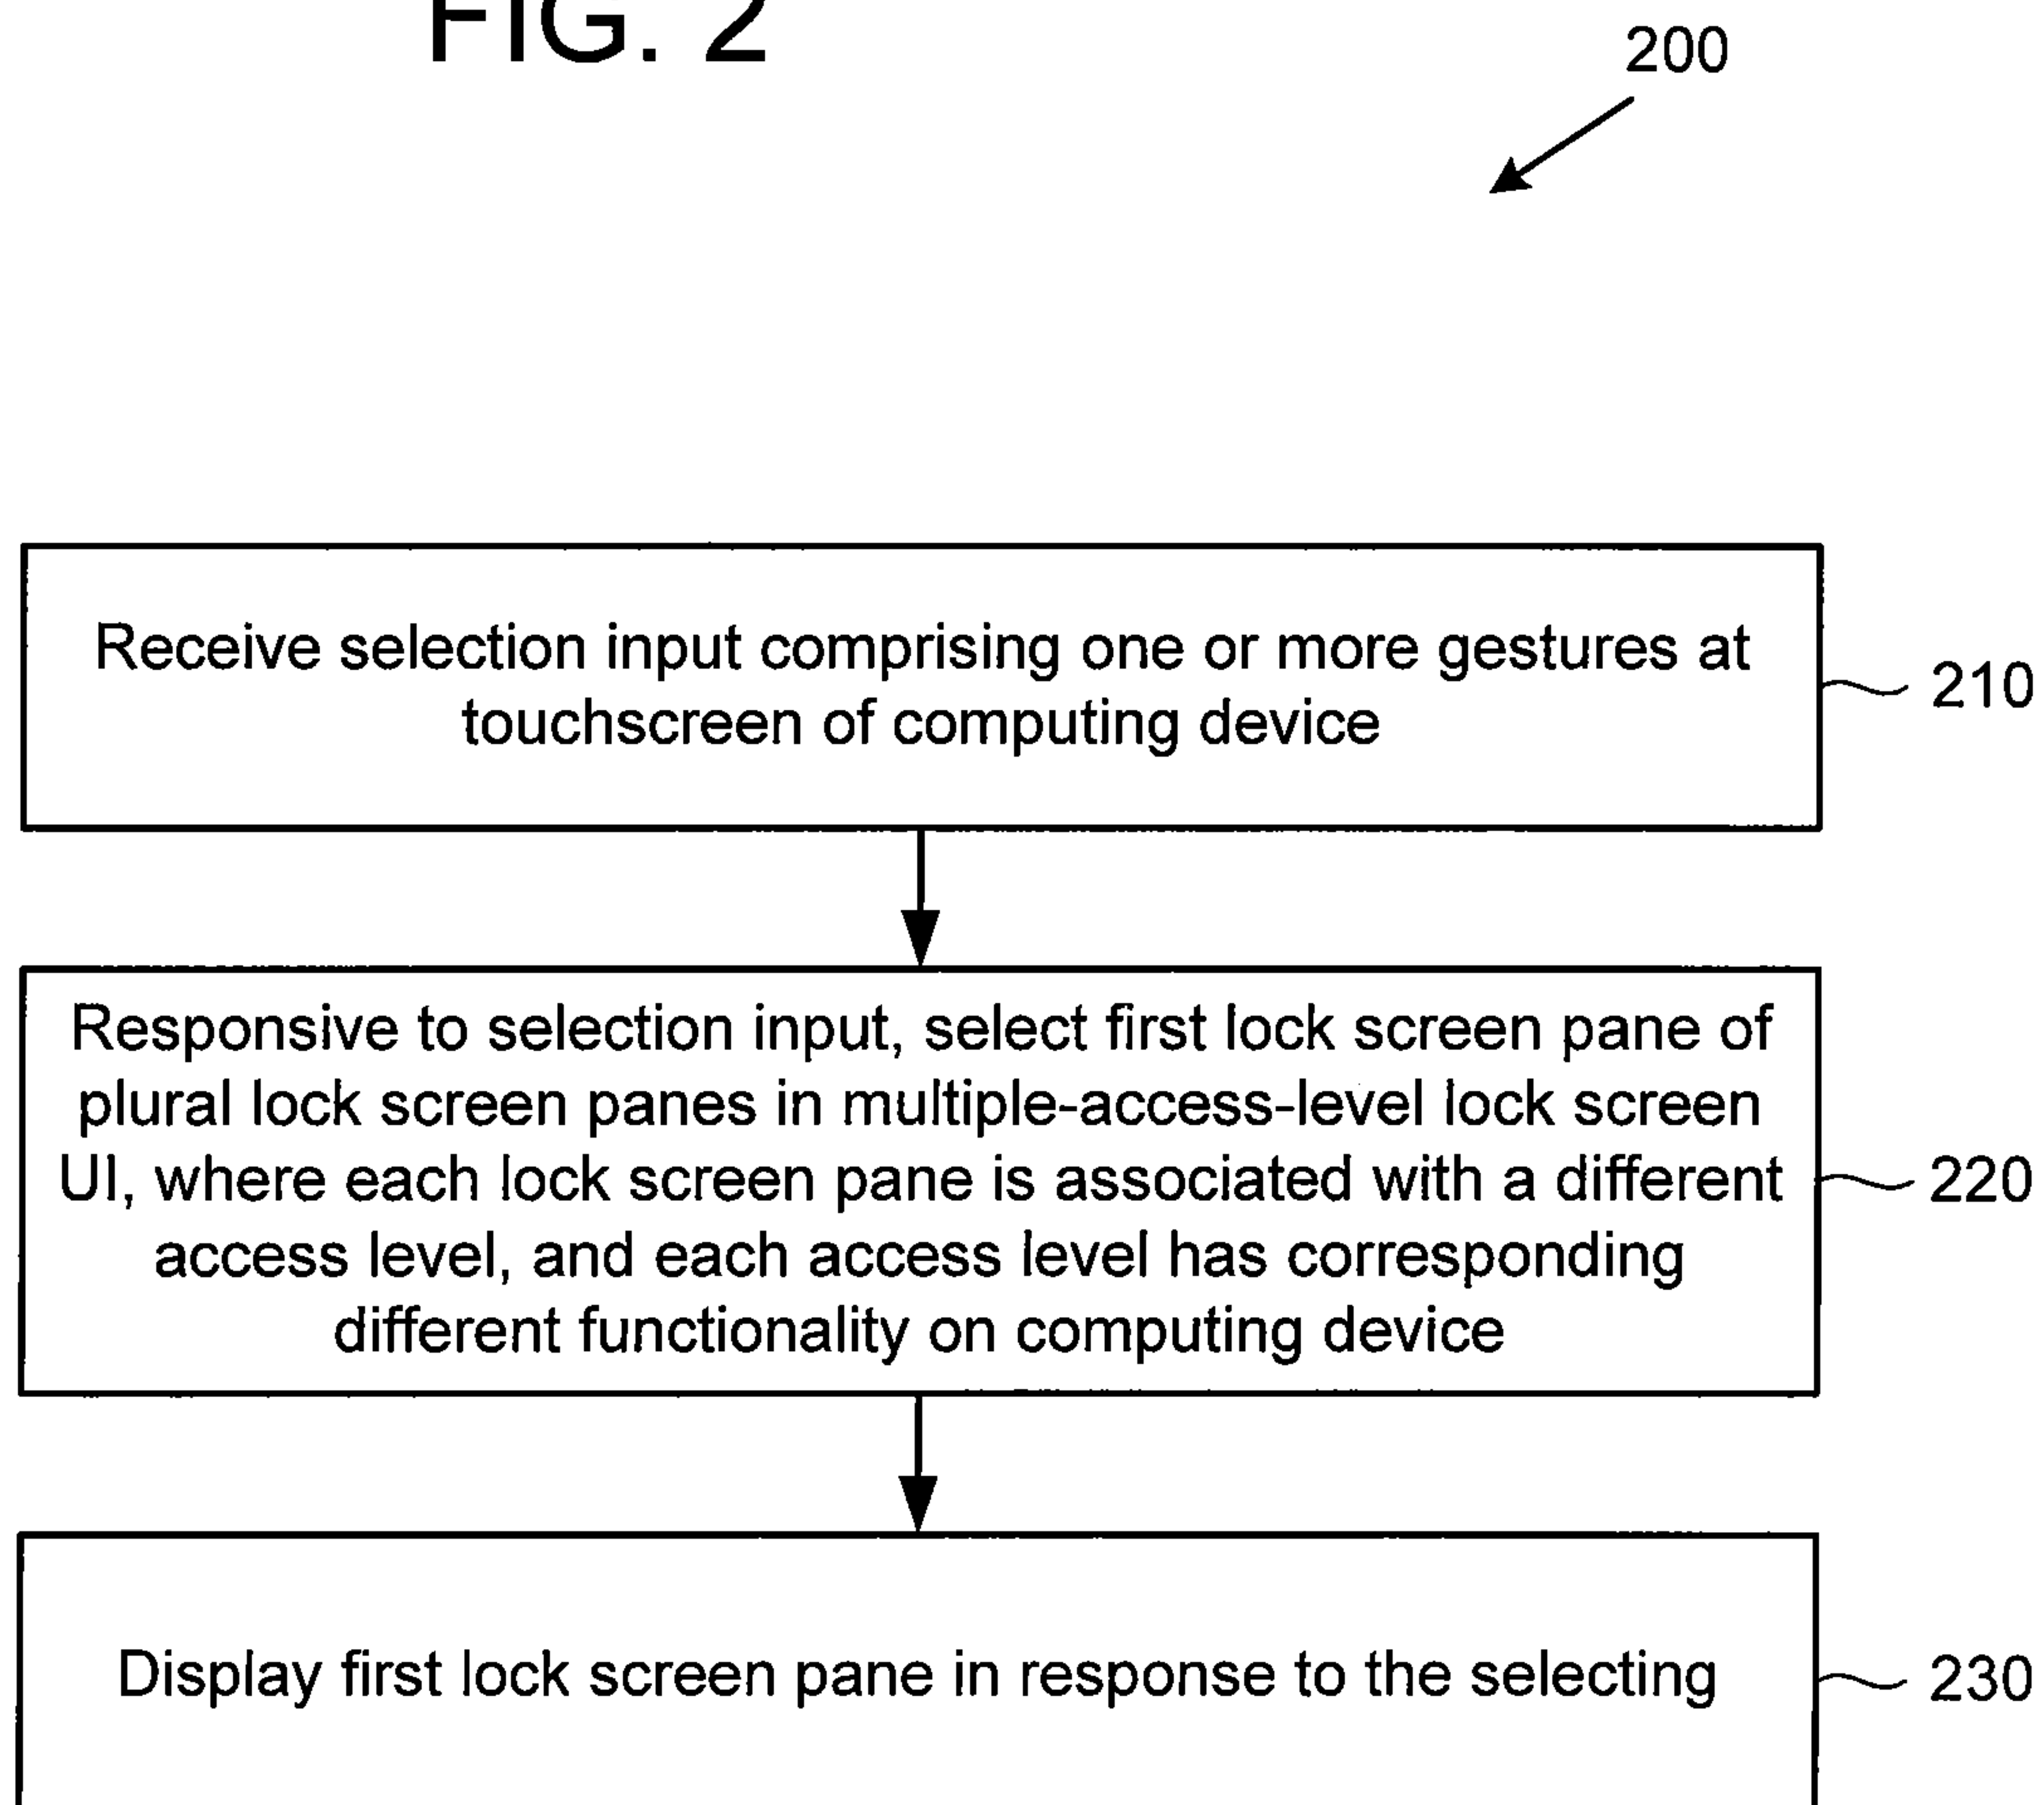 FIG. 2
200
Receive selection input comprising one or more gestures at
touchscreen of computing device
210
Responsive to selection input, select first lock screen pane of
plural lock screen panes in multiple-access-level lock screen
UI, where each lock screen pane is associated with a different
access level, and each access level has corresponding
different functionality on computing device
220
Display first lock screen pane in response to the selecting
230